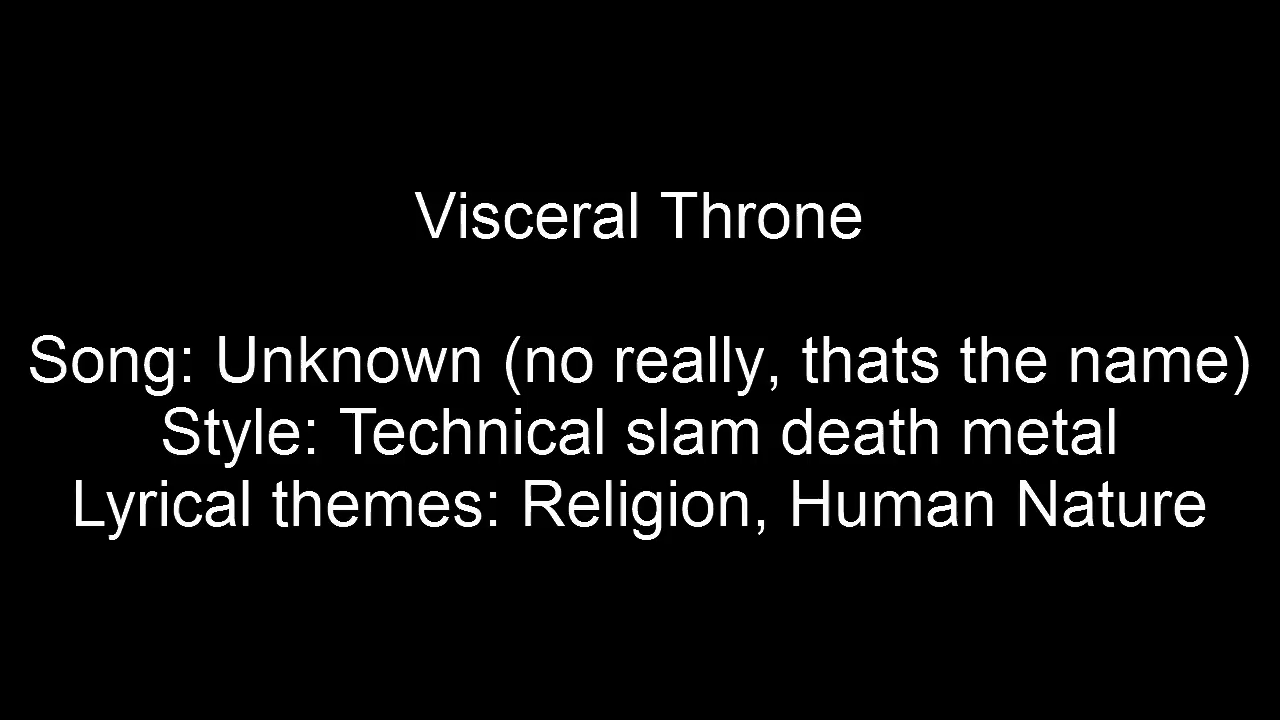 Visceral Throne
Song: Unknown (no really, thats the name)
Style: Technical slam death metal
Lyrical themes: Religion, Human Nature